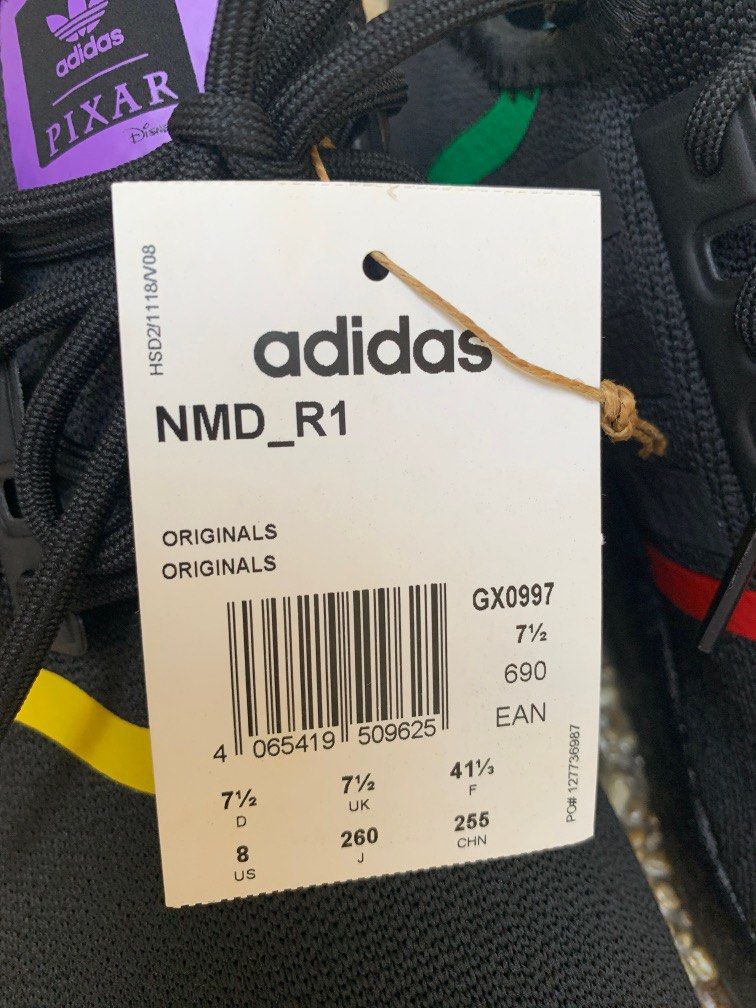 adidas
PIXAR
Disney
HSD2/1118/V08
adidas
NMD_R1
ORIGINALS
ORIGINALS
GX0997
7½
690
EAN
4 065419 509625
7½ 7½ 41⅓
D UK F
8 260 255
US J CHN
PO# 127736987